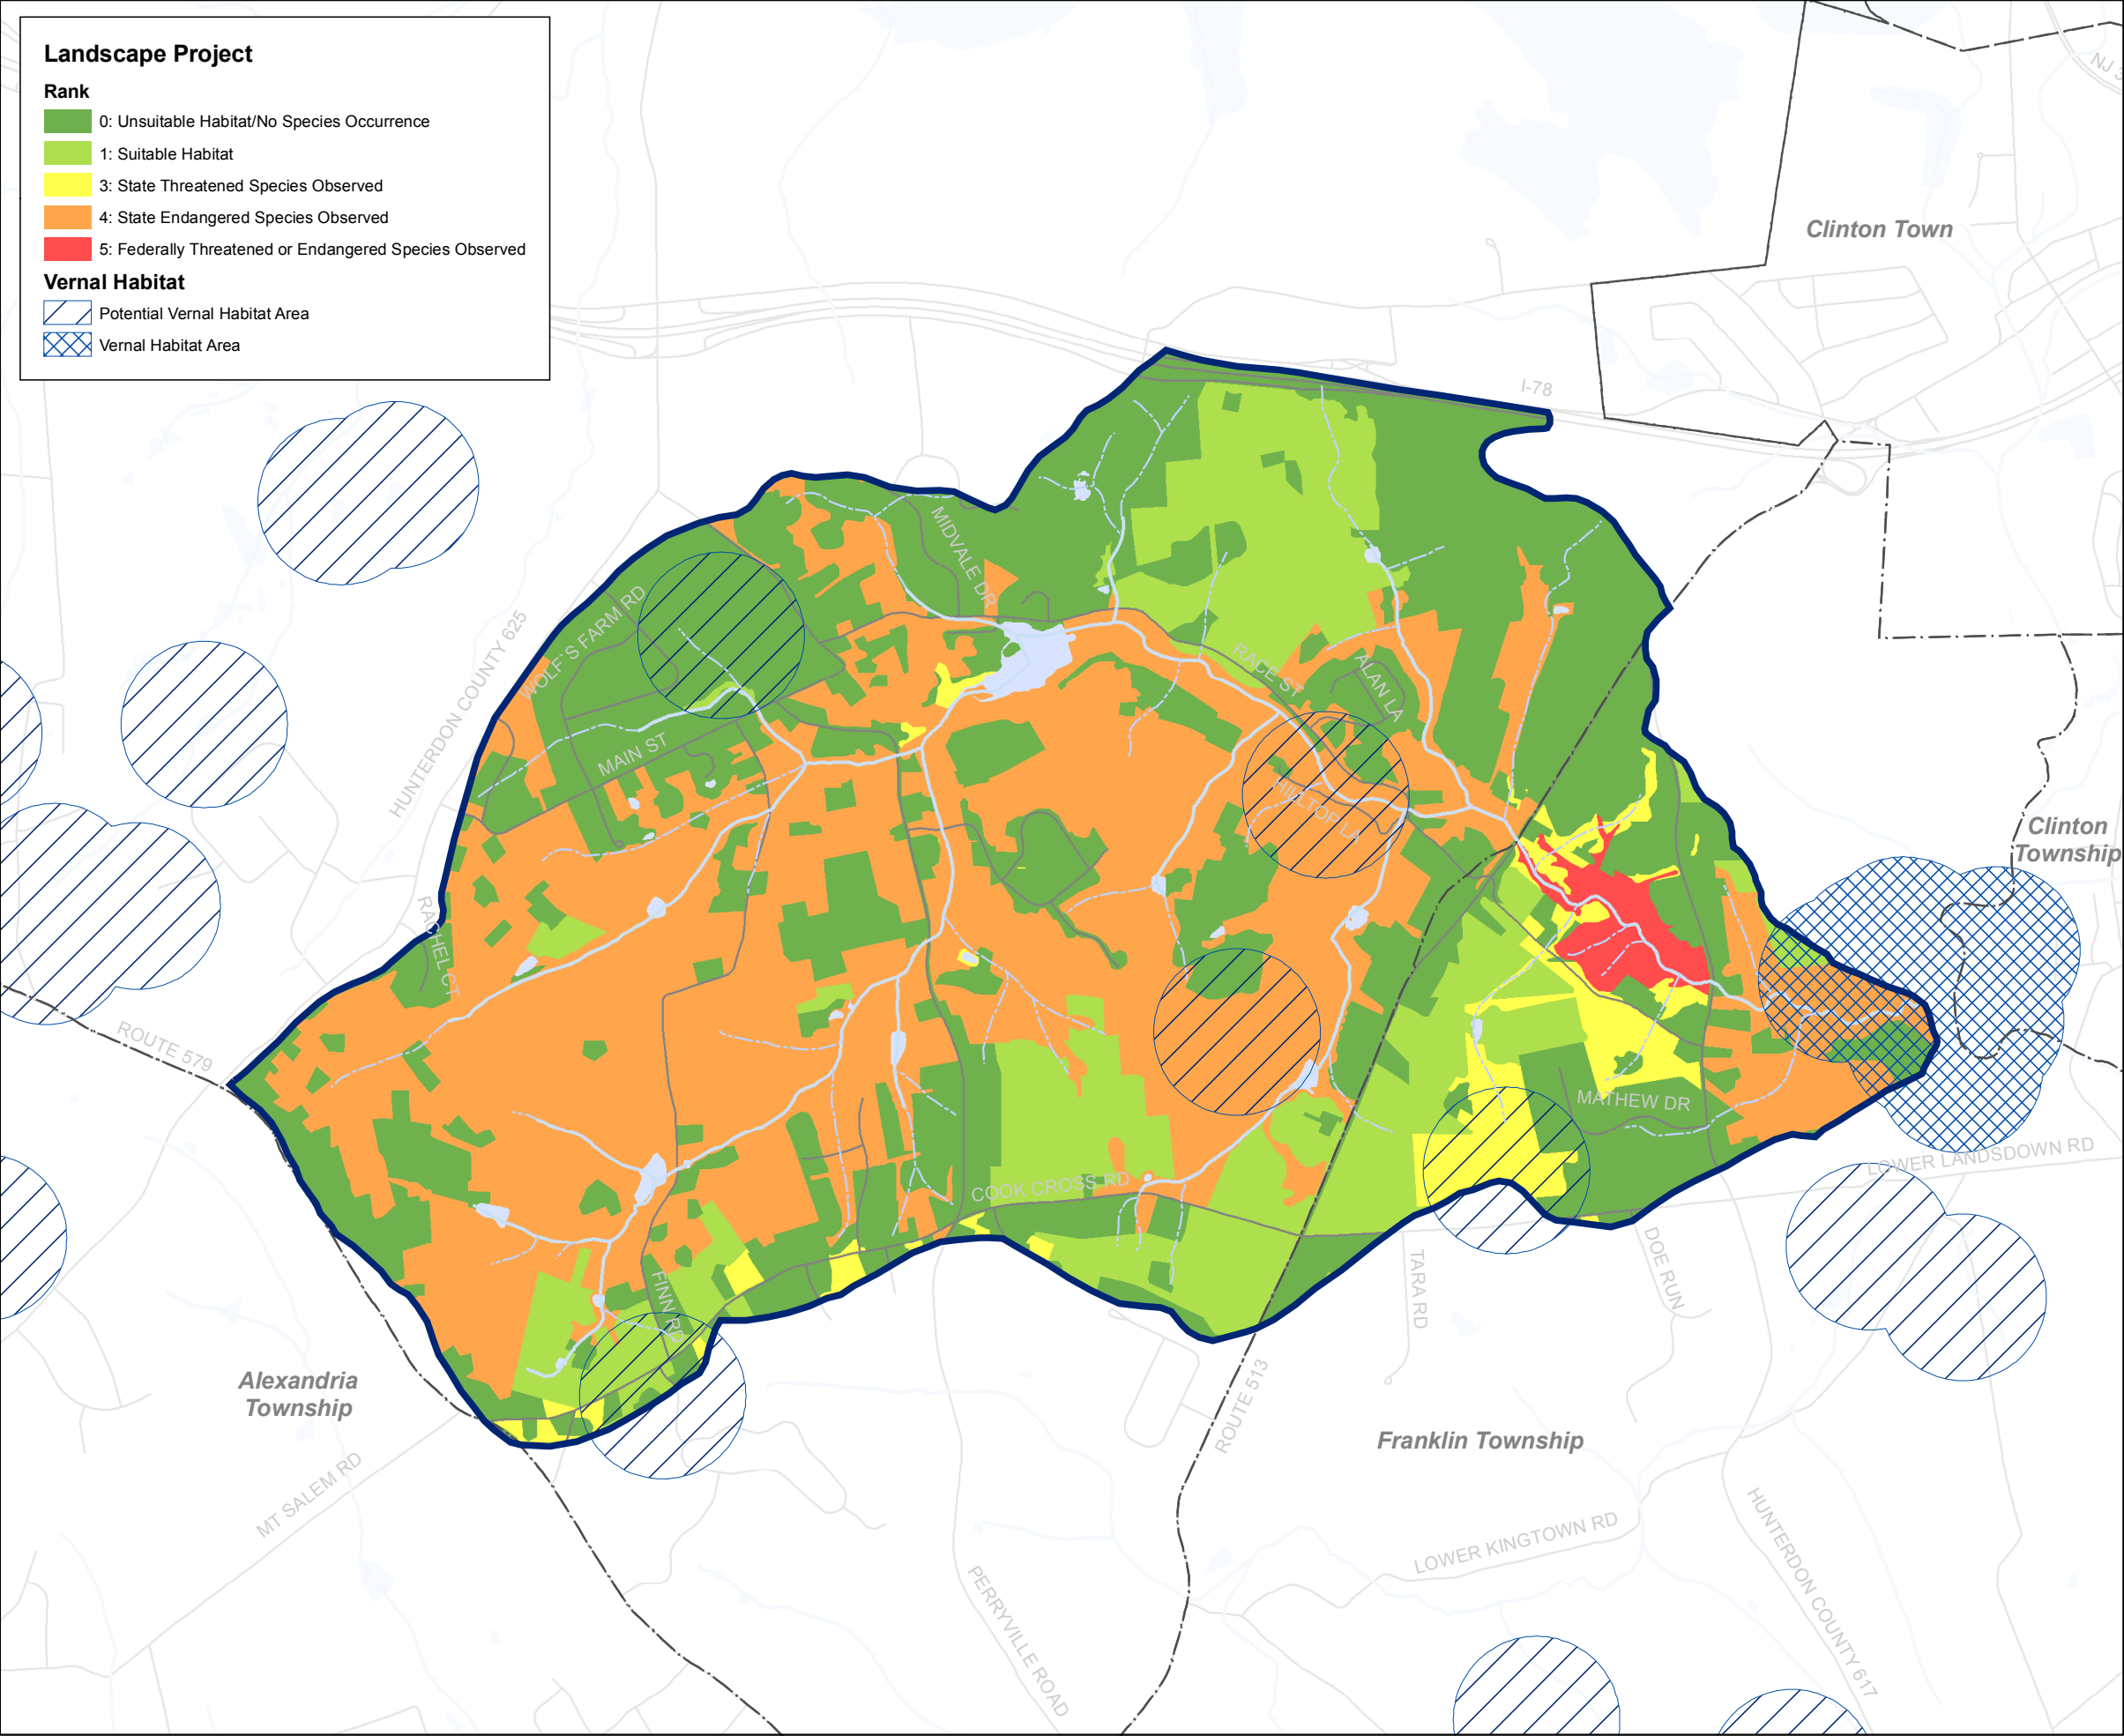 Landscape Project
Rank
0: Unsuitable Habitat/No Species Occurrence
1: Suitable Habitat
3: State Threatened Species Observed
4: State Endangered Species Observed
5: Federally Threatened or Endangered Species Observed
Vernal Habitat
Potential Vernal Habitat Area
Vernal Habitat Area
NJ 3
Clinton Town
I-78
MIDVALE DR
WOLF'S FARM RD
HUNTERDON COUNTY 625
RACE ST
ALAN LA
MAIN ST
HILLTOP LA
Clinton
Township
RACHEL CT
ROUTE 579
MATHEW DR
LOWER LANDSDOWN RD
COOK CROSS RD
FINN RD
TARA RD
DOE RUN
Alexandria
Township
ROUTE 513
Franklin Township
MT SALEM RD
LOWER KINGTOWN RD
PERRYVILLE ROAD
HUNTERDON COUNTY 617